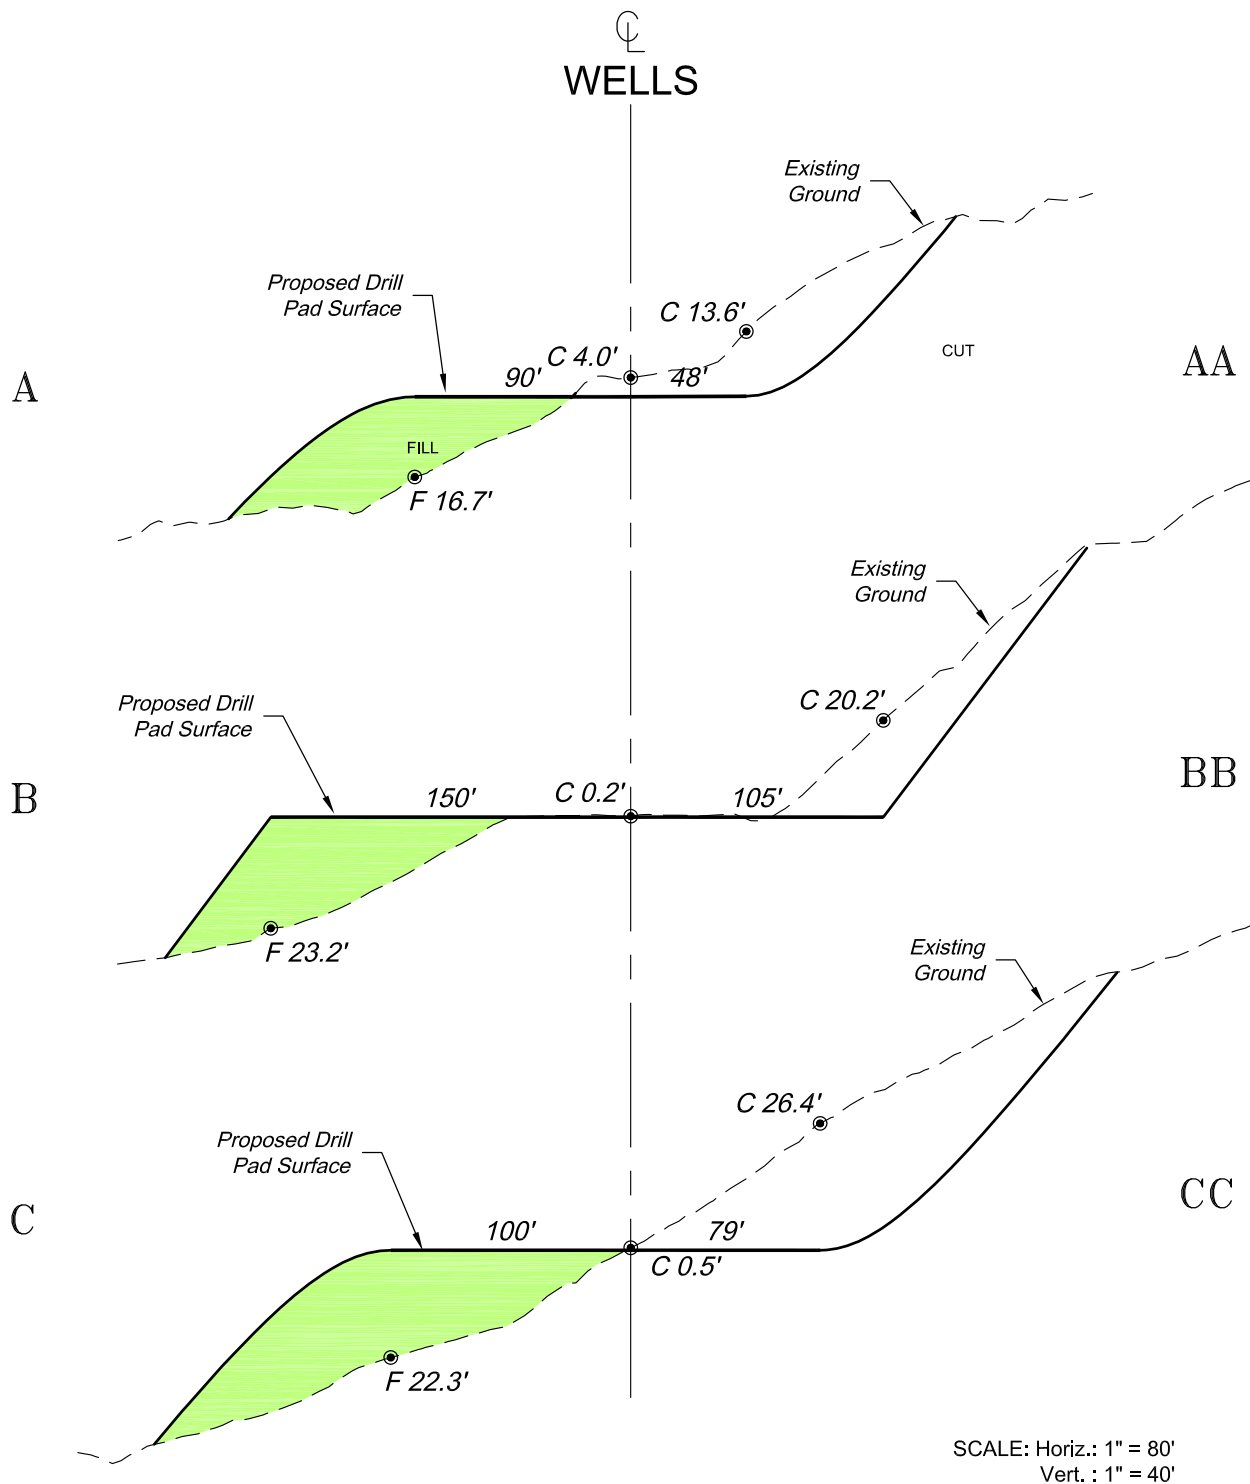 ℄
WELLS
Existing
Ground
Proposed Drill
Pad Surface
C 13.6'
C 4.0'
90'
48'
CUT
A
AA
FILL
F 16.7'
Existing
Ground
C 20.2'
Proposed Drill
Pad Surface
150'
C 0.2'
105'
B
BB
F 23.2'
Existing
Ground
C 26.4'
Proposed Drill
Pad Surface
100'
79'
C
CC
C 0.5'
F 22.3'
SCALE: Horiz.: 1" = 80'
Vert. : 1" = 40'